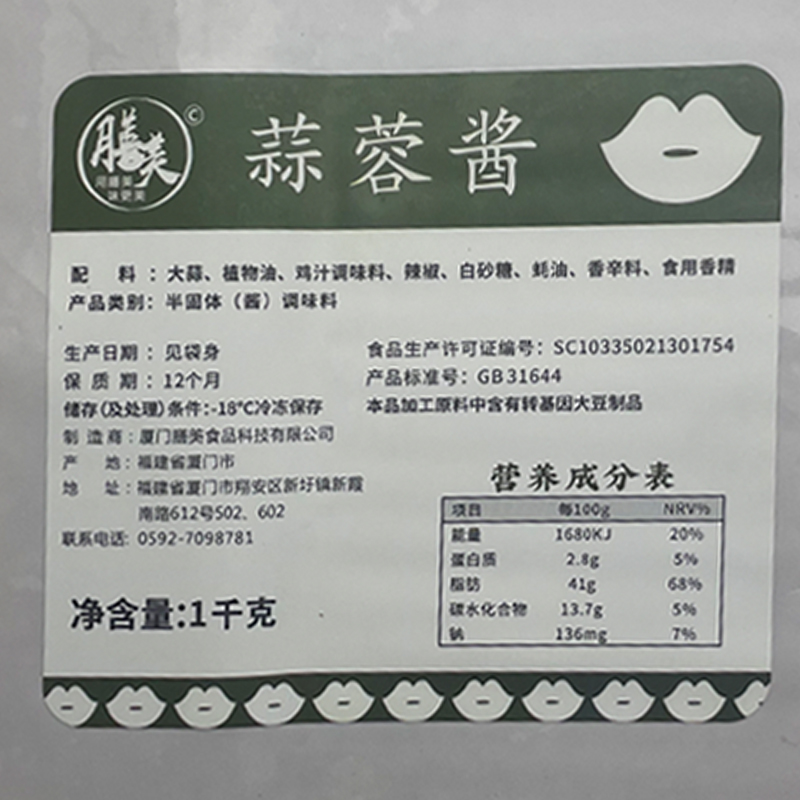 膳美
用膳美
味更美
©
蒜蓉酱
配 料：大蒜、植物油、鸡汁调味料、辣椒、白砂糖、蚝油、香辛料、食用香精
产品类别：半固体（酱）调味料
生产日期：见袋身
保 质 期：12个月
储存(及处理)条件:-18℃冷冻保存
制 造 商：厦门膳美食品科技有限公司
产 地：福建省厦门市
地 址：福建省厦门市翔安区新圩镇新霞
南路612号502、602
联系电话: 0592-7098781
食品生产许可证编号：SC10335021301754
产品标准号：GB 31644
本品加工原料中含有转基因大豆制品
净含量:1千克
营养成分表
项目 每100g NRV%
能量 1680KJ 20%
蛋白质 2.8g 5%
脂肪 41g 68%
碳水化合物 13.7g 5%
钠 136mg 7%